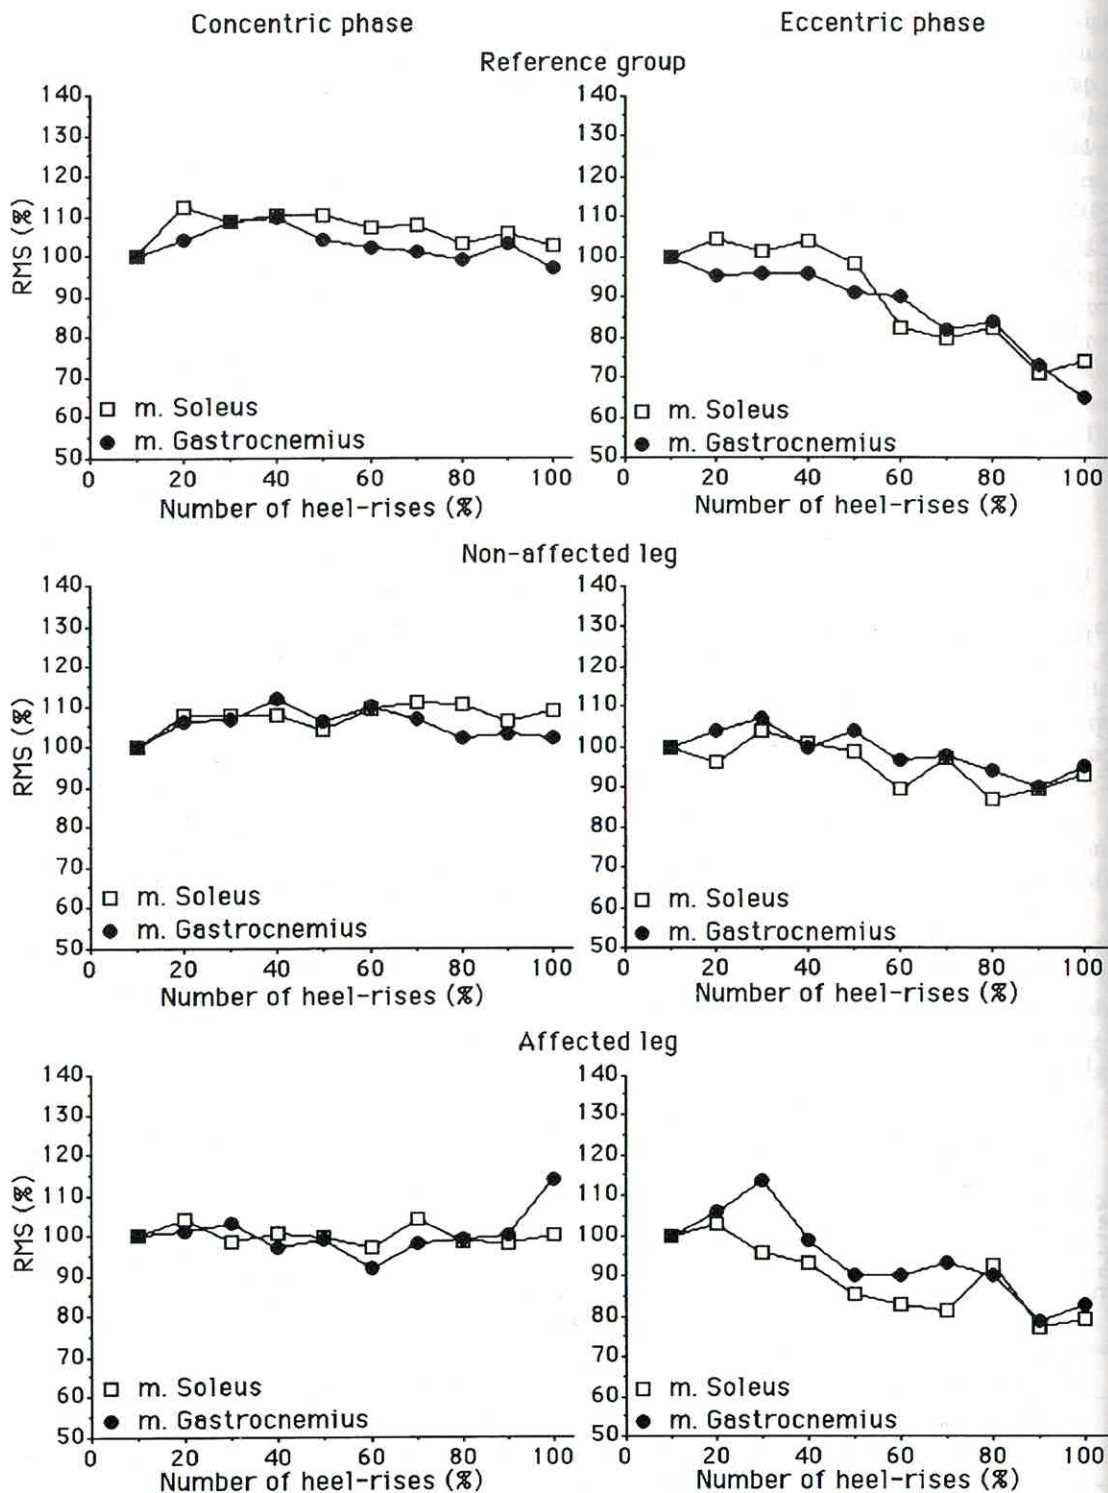 Concentric phase
Eccentric phase
Reference group
140
130
120
110
100
90
80
70
60
50
RMS (%)
□ m. Soleus
● m. Gastrocnemius
0 20 40 60 80 100
Number of heel-rises (%)
140
130
120
110
100
90
80
70
60
50
□ m. Soleus
● m. Gastrocnemius
0 20 40 60 80 100
Number of heel-rises (%)
Non-affected leg
140
130
120
110
100
90
80
70
60
50
RMS (%)
□ m. Soleus
● m. Gastrocnemius
0 20 40 60 80 100
Number of heel-rises (%)
140
130
120
110
100
90
80
70
60
50
□ m. Soleus
● m. Gastrocnemius
0 20 40 60 80 100
Number of heel-rises (%)
Affected leg
140
130
120
110
100
90
80
70
60
50
RMS (%)
□ m. Soleus
● m. Gastrocnemius
0 20 40 60 80 100
Number of heel-rises (%)
140
130
120
110
100
90
80
70
60
50
□ m. Soleus
● m. Gastrocnemius
0 20 40 60 80 100
Number of heel-rises (%)